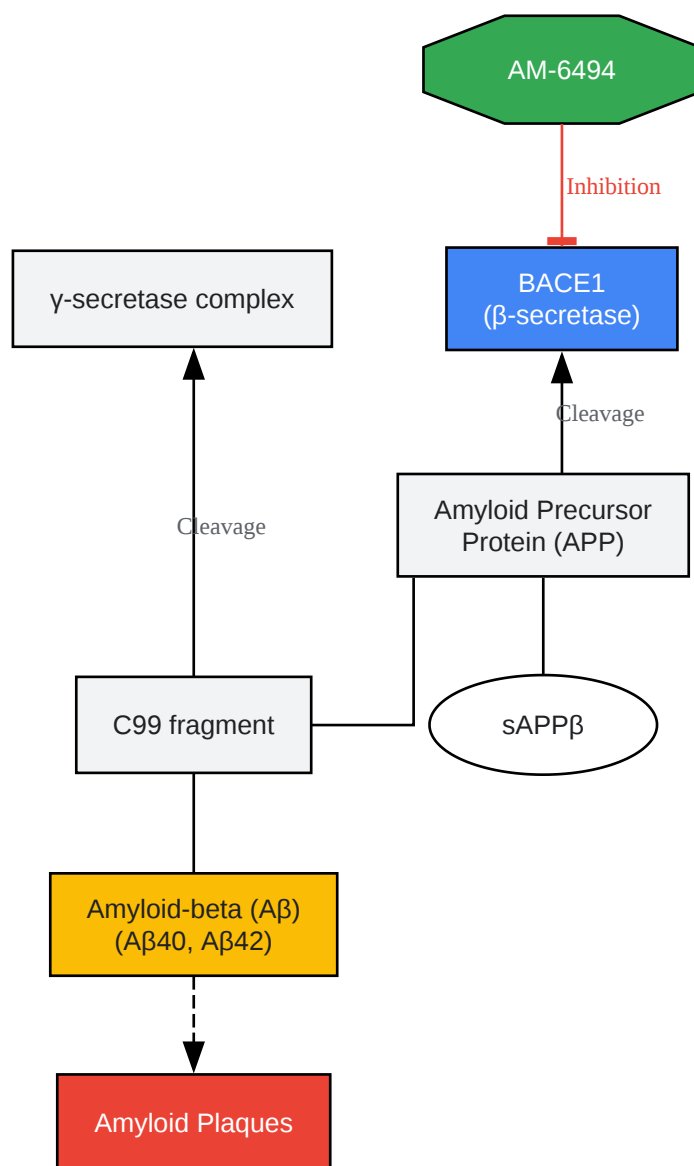 AM-6494
Inhibition
γ-secretase complex
BACE1
(β-secretase)
Cleavage
Amyloid Precursor
Protein (APP)
Cleavage
C99 fragment
sAPPβ
Amyloid-beta (Aβ)
(Aβ40, Aβ42)
Amyloid Plaques